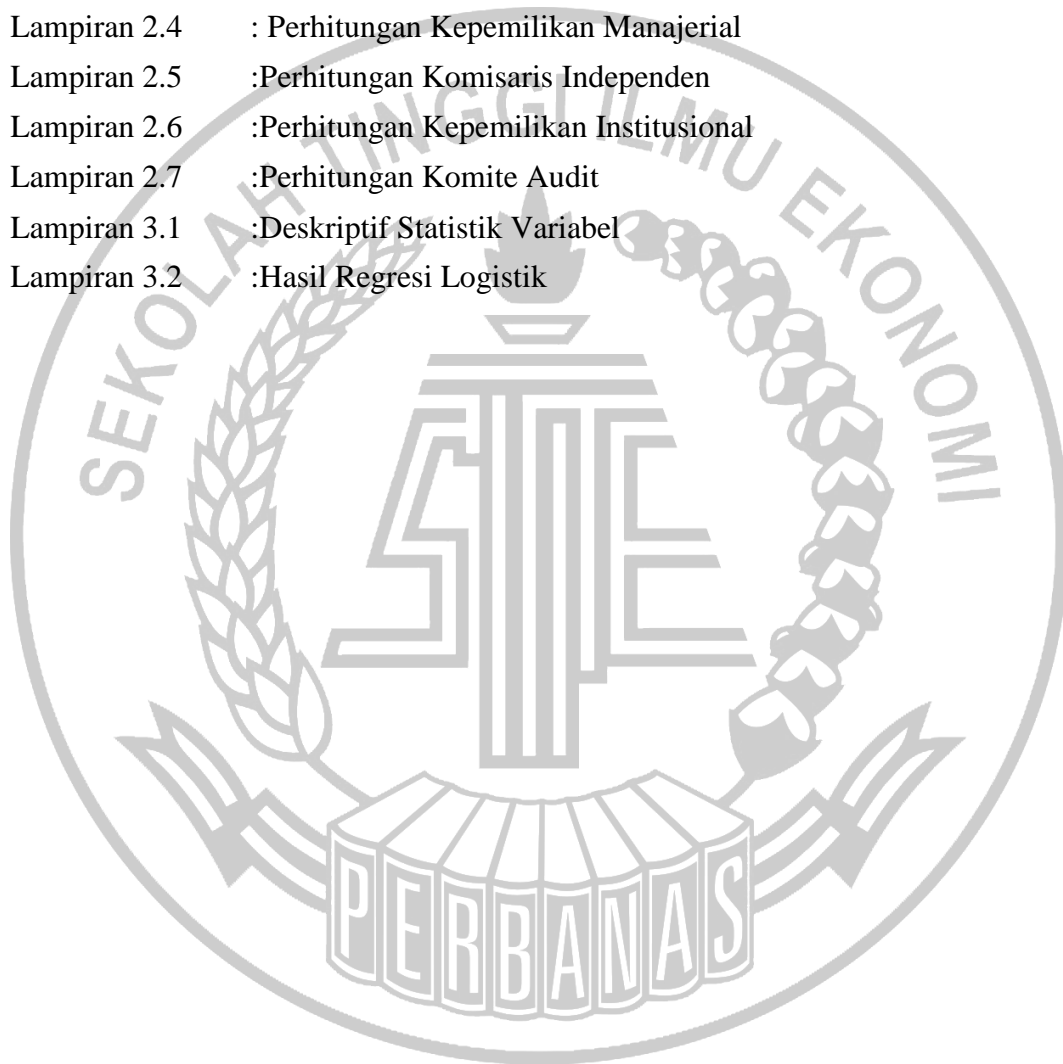 Lampiran 2.4 : Perhitungan Kepemilikan Manajerial
Lampiran 2.5 :Perhitungan Komisaris Independen
Lampiran 2.6 :Perhitungan Kepemilikan Institusional
Lampiran 2.7 :Perhitungan Komite Audit
Lampiran 3.1 :Deskriptif Statistik Variabel
Lampiran 3.2 :Hasil Regresi Logistik
SEKOLAH TINGGI ILMU EKONOMI
STIE
PERBANAS